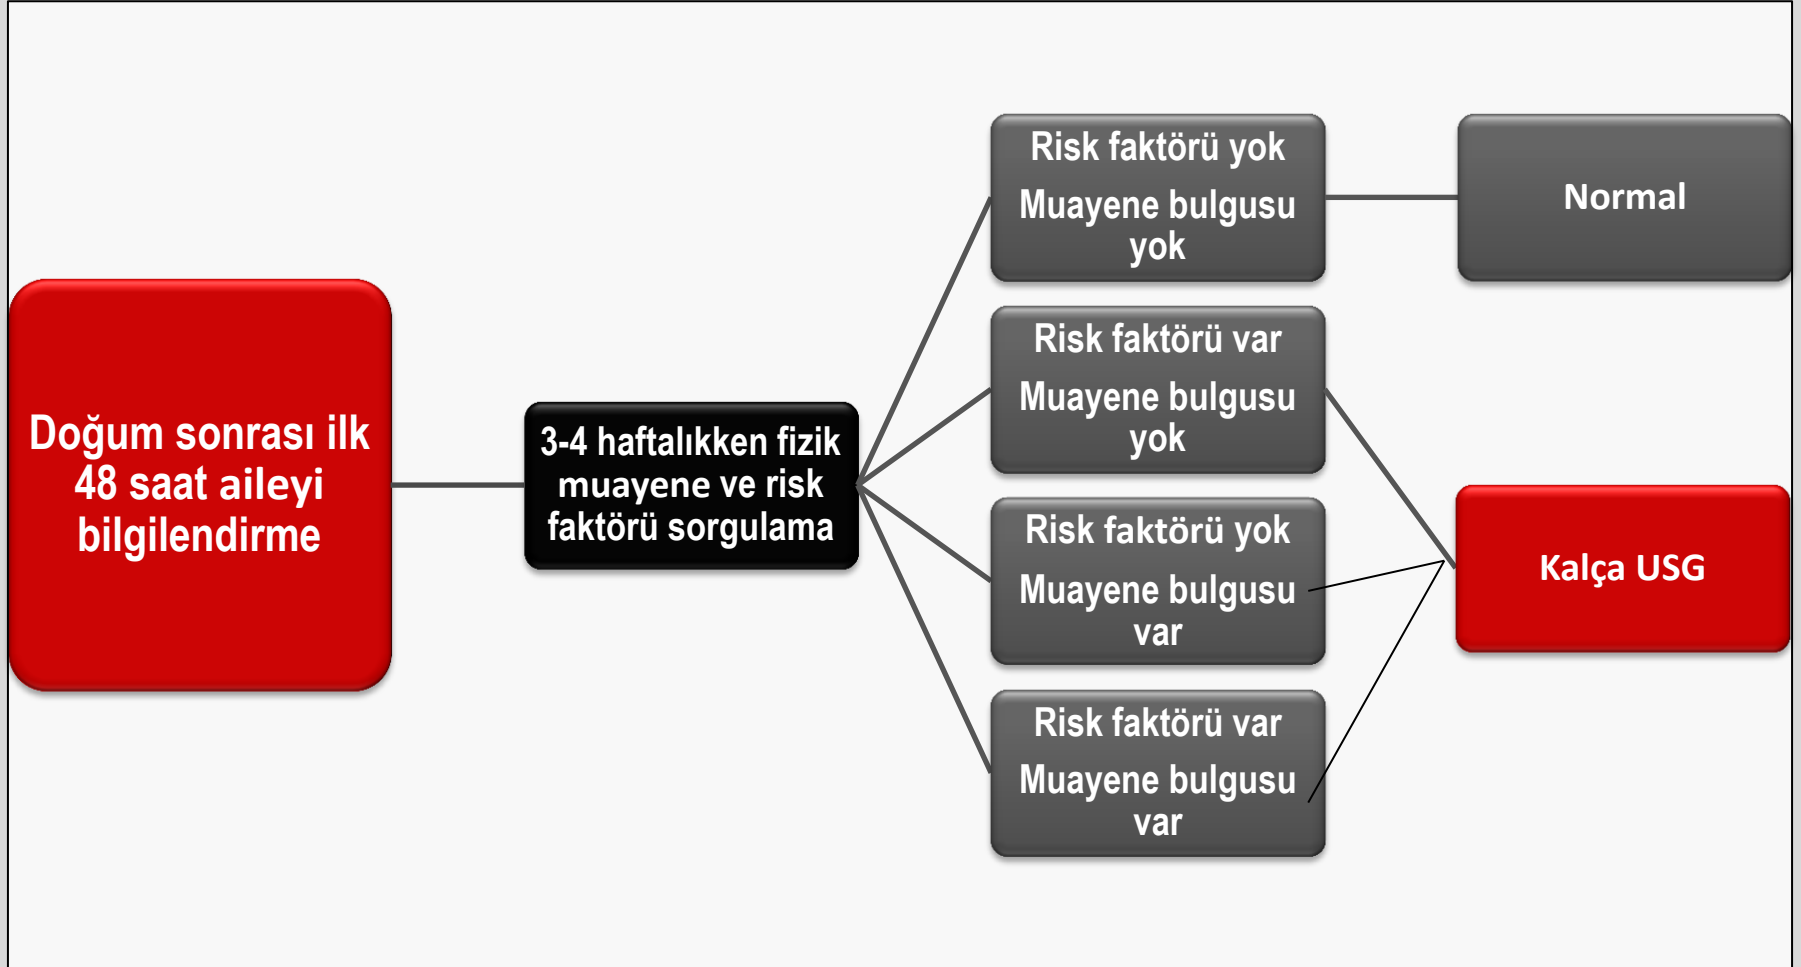 Doğum sonrası ilk
48 saat aileyi
bilgilendirme
3-4 haftalıkken fizik
muayene ve risk
faktörü sorgulama
Risk faktörü yok
Muayene bulgusu
yok
Normal
Risk faktörü var
Muayene bulgusu
yok
Risk faktörü yok
Muayene bulgusu
var
Kalça USG
Risk faktörü var
Muayene bulgusu
var